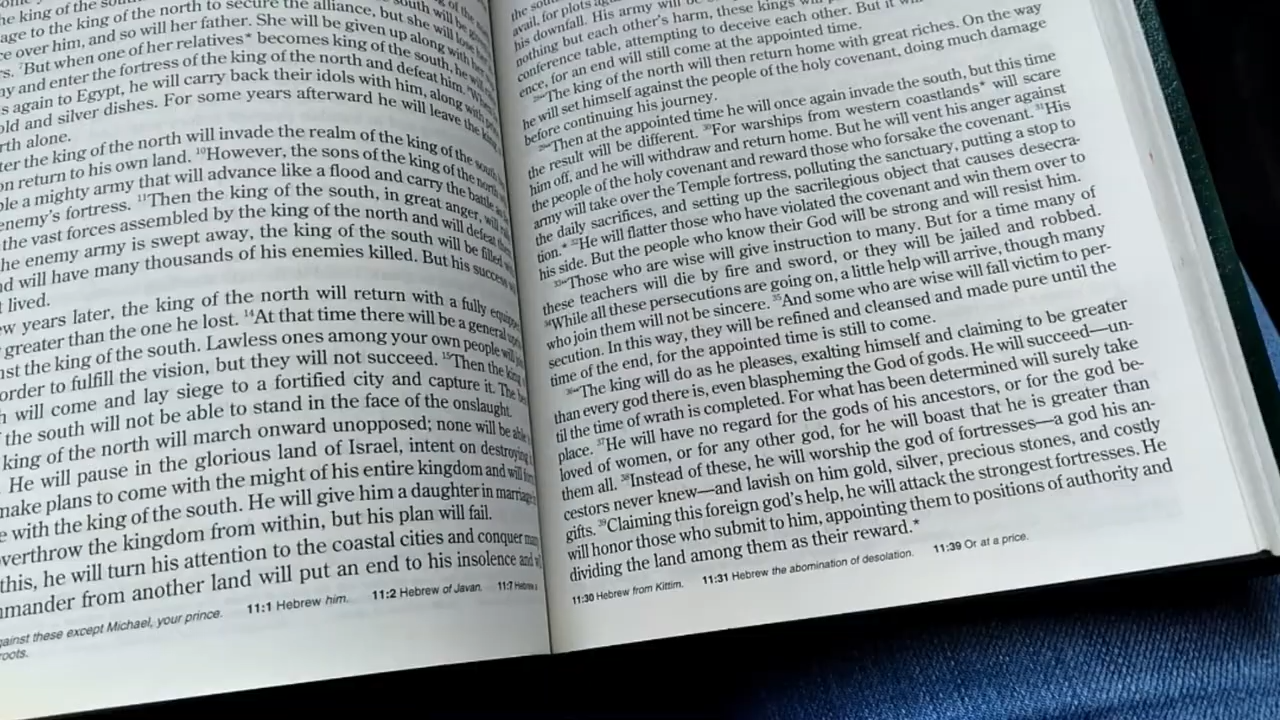 the king of the sou
age to the king of the north to secure the alliance, but she will lose her
ce over him, and so will her father. She will be given up along with her
rs. ⁷But when one of her relatives* becomes king of the south, he will
ay and enter the fortress of the king of the north and defeat him. ⁸When
s again to Egypt, he will carry back their idols with him, along with
old and silver dishes. For some years afterward he will leave the king
rth alone.
ter the king of the north will invade the realm of the king of the south
n return to his own land. ¹⁰However, the sons of the king of the north
ble a mighty army that will advance like a flood and carry the battle
enemy's fortress. ¹¹Then the king of the south, in great anger, will
the vast forces assembled by the king of the north and will defeat
he enemy army is swept away, the king of the south will be filled
nd will have many thousands of his enemies killed. But his success
t lived.
ew years later, the king of the north will return with a fully equippe
greater than the one he lost. ¹⁴At that time there will be a general
nst the king of the south. Lawless ones among your own people will
order to fulfill the vision, but they will not succeed. ¹⁵Then the king
h will come and lay siege to a fortified city and capture it. The be
f the south will not be able to stand in the face of the onslaught.
king of the north will march onward unopposed; none will be able
. He will pause in the glorious land of Israel, intent on destroying
make plans to come with the might of his entire kingdom and will
e with the king of the south. He will give him a daughter in marriage
overthrow the kingdom from within, but his plan will fail.
this, he will turn his attention to the coastal cities and conquer many
mmander from another land will put an end to his insolence and
gainst these except Michael, your prince. 11:1 Hebrew him. 11:2 Hebrew of Javan. 11:7 Hebrew
roots.
avail, for plots
his downfall. His army will be
nothing but each other's harm, these kings will
conference table, attempting to deceive each other. But it will
ence, for an end will still come at the appointed time.
²⁸"The king of the north will then return home with great riches. On the way
he will set himself against the people of the holy covenant, doing much damage
before continuing his journey.
²⁹"Then at the appointed time he will once again invade the south, but this time
the result will be different. ³⁰For warships from western coastlands* will scare
him off, and he will withdraw and return home. But he will vent his anger against
the people of the holy covenant and reward those who forsake the covenant. ³¹His
army will take over the Temple fortress, polluting the sanctuary, putting a stop to
the daily sacrifices, and setting up the sacrilegious object that causes desecra-
tion.* ³²He will flatter those who have violated the covenant and win them over to
his side. But the people who know their God will be strong and will resist him.
³³"Those who are wise will give instruction to many. But for a time many of
these teachers will die by fire and sword, or they will be jailed and robbed.
³⁴While all these persecutions are going on, a little help will arrive, though many
who join them will not be sincere. ³⁵And some who are wise will fall victim to per-
secution. In this way, they will be refined and cleansed and made pure until the
time of the end, for the appointed time is still to come.
³⁶"The king will do as he pleases, exalting himself and claiming to be greater
than every god there is, even blaspheming the God of gods. He will succeed—un-
til the time of wrath is completed. For what has been determined will surely take
place. ³⁷He will have no regard for the gods of his ancestors, or for the god be-
loved of women, or for any other god, for he will boast that he is greater than
them all. ³⁸Instead of these, he will worship the god of fortresses—a god his an-
cestors never knew—and lavish on him gold, silver, precious stones, and costly
gifts. ³⁹Claiming this foreign god's help, he will attack the strongest fortresses. He
will honor those who submit to him, appointing them to positions of authority and
dividing the land among them as their reward.*
11:30 Hebrew from Kittim. 11:31 Hebrew the abomination of desolation. 11:39 Or at a price.